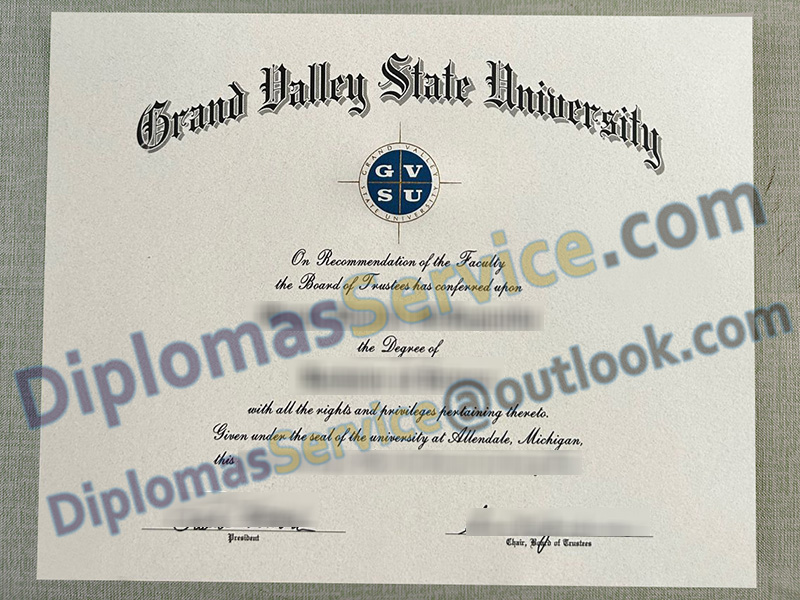 Grand Valley State University
GRAND VALLEY
G V
S U
STATE UNIVERSITY
On Recommendation of the Faculty
the Board of Trustees has conferred upon
the Degree of
with all the rights and privileges pertaining thereto.
Given under the seal of the university at Allendale, Michigan,
this
President
Chair, Board of Trustees
DiplomasService.com
DiplomasService@outlook.com